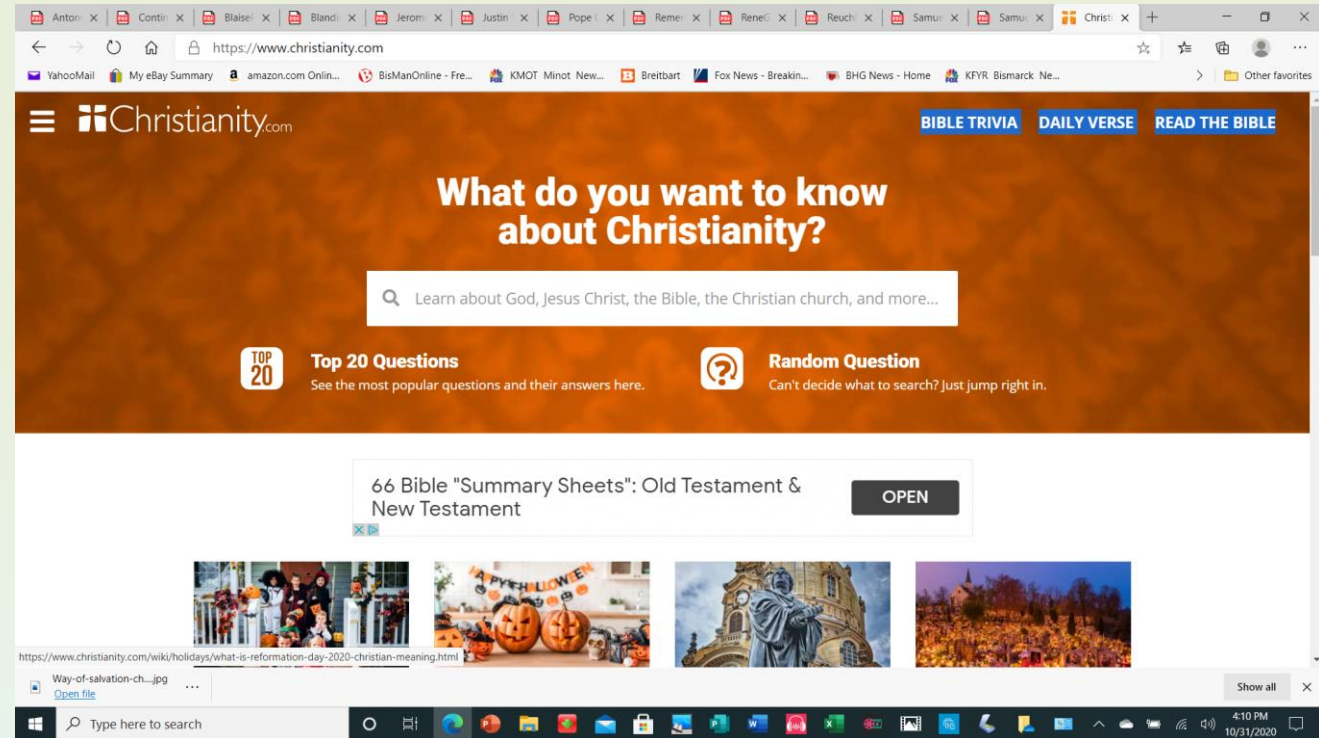 Anton
Contin
Blaise
Blandi
Jerom
Justin
Pope
Remer
ReneG
Reuch
Samue
Samue
Christi
https://www.christianity.com
YahooMail
My eBay Summary
amazon.com Onlin...
BisManOnline - Fre...
KMOT Minot New...
Breitbart
Fox News - Breakin...
BHG News - Home
KFYR Bismarck Ne...
Other favorites
Christianity.com
BIBLE TRIVIA DAILY VERSE READ THE BIBLE
What do you want to know
about Christianity?
Learn about God, Jesus Christ, the Bible, the Christian church, and more...
TOP
20
Top 20 Questions
See the most popular questions and their answers here.
Random Question
Can't decide what to search? Just jump right in.
66 Bible "Summary Sheets": Old Testament &
New Testament
OPEN
HAPPY HALLOWEEN
https://www.christianity.com/wiki/holidays/what-is-reformation-day-2020-christian-meaning.html
Way-of-salvation-ch....jpg
Open file
Show all
Type here to search
4:10 PM
10/31/2020